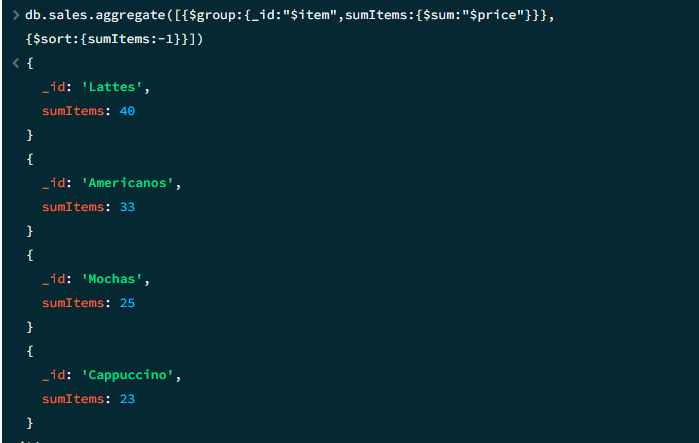 > db.sales.aggregate([{$group:{_id:"$item",sumItems:{$sum:"$price"}}},
{$sort:{sumItems:-1}}])
< {
_id: 'Lattes',
sumItems: 40
}
{
_id: 'Americanos',
sumItems: 33
}
{
_id: 'Mochas',
sumItems: 25
}
{
_id: 'Cappuccino',
sumItems: 23
}